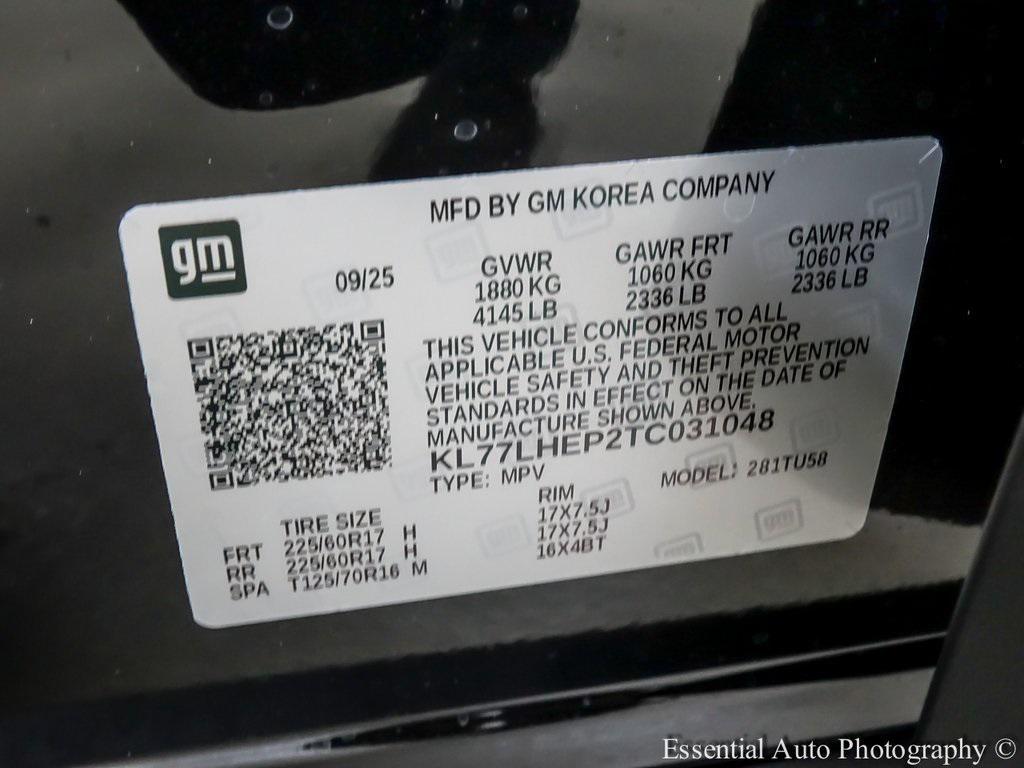 MFD BY GM KOREA COMPANY
gm
09/25
GVWR
1880 KG
4145 LB
GAWR FRT
1060 KG
2336 LB
GAWR RR
1060 KG
2336 LB
THIS VEHICLE CONFORMS TO ALL
APPLICABLE U.S. FEDERAL MOTOR
VEHICLE SAFETY AND THEFT PREVENTION
STANDARDS IN EFFECT ON THE DATE OF
MANUFACTURE SHOWN ABOVE.
KL77LHEP2TC031048
TYPE: MPV MODEL: 281TU58
TIRE SIZE RIM
FRT 225/60R17 H 17X7.5J
RR 225/60R17 H 17X7.5J
SPA T125/70R16 M 16X4BT
Essential Auto Photography ©